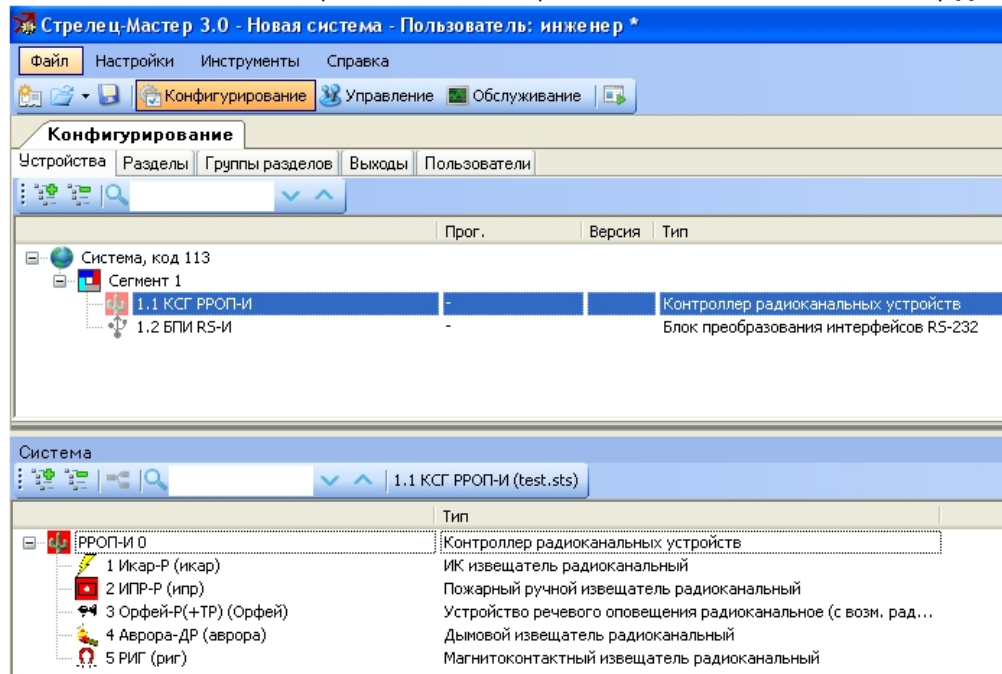 Стрелец-Мастер 3.0 - Новая система - Пользователь: инженер *
Файл Настройки Инструменты Справка
Конфигурирование Управление Обслуживание
Конфигурирование
Устройства Разделы Группы разделов Выходы Пользователи
Прог. Версия Тип
Система, код 113
Сегмент 1
1.1 КСГ РРОП-И - Контроллер радиоканальных устройств
1.2 БПИ RS-И - Блок преобразования интерфейсов RS-232
Система
1.1 КСГ РРОП-И (test.sts)
Тип
РРОП-И 0 Контроллер радиоканальных устройств
1 Икар-Р (икар) ИК извещатель радиоканальный
2 ИПР-Р (ипр) Пожарный ручной извещатель радиоканальный
3 Орфей-Р(+ТР) (Орфей) Устройство речевого оповещения радиоканальное (с возм. рад...
4 Аврора-ДР (аврора) Дымовой извещатель радиоканальный
5 РИГ (риг) Магнитоконтактный извещатель радиоканальный